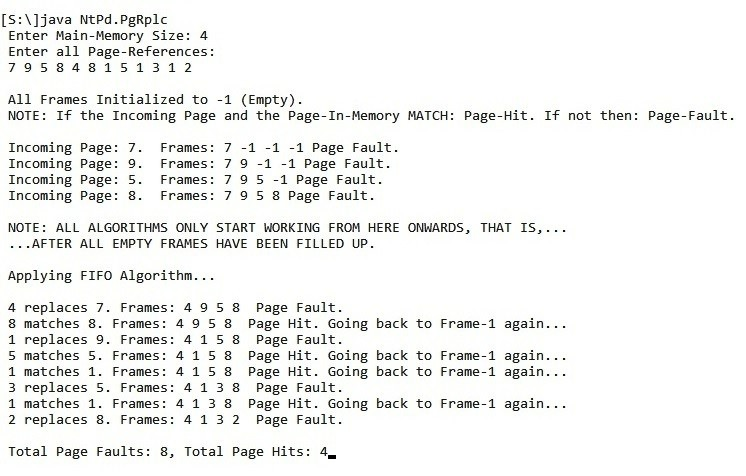 [S:\]java NtPd.PgRplc
Enter Main-Memory Size: 4
Enter all Page-References:
7 9 5 8 4 8 1 5 1 3 1 2
All Frames Initialized to -1 (Empty).
NOTE: If the Incoming Page and the Page-In-Memory MATCH: Page-Hit. If not then: Page-Fault.
Incoming Page: 7.  Frames: 7 -1 -1 -1 Page Fault.
Incoming Page: 9.  Frames: 7 9 -1 -1 Page Fault.
Incoming Page: 5.  Frames: 7 9 5 -1 Page Fault.
Incoming Page: 8.  Frames: 7 9 5 8 Page Fault.
NOTE: ALL ALGORITHMS ONLY START WORKING FROM HERE ONWARDS, THAT IS,...
...AFTER ALL EMPTY FRAMES HAVE BEEN FILLED UP.
Applying FIFO Algorithm...
4 replaces 7. Frames: 4 9 5 8  Page Fault.
8 matches 8. Frames: 4 9 5 8  Page Hit. Going back to Frame-1 again...
1 replaces 9. Frames: 4 1 5 8  Page Fault.
5 matches 5. Frames: 4 1 5 8  Page Hit. Going back to Frame-1 again...
1 matches 1. Frames: 4 1 5 8  Page Hit. Going back to Frame-1 again...
3 replaces 5. Frames: 4 1 3 8  Page Fault.
1 matches 1. Frames: 4 1 3 8  Page Hit. Going back to Frame-1 again...
2 replaces 8. Frames: 4 1 3 2  Page Fault.
Total Page Faults: 8, Total Page Hits: 4